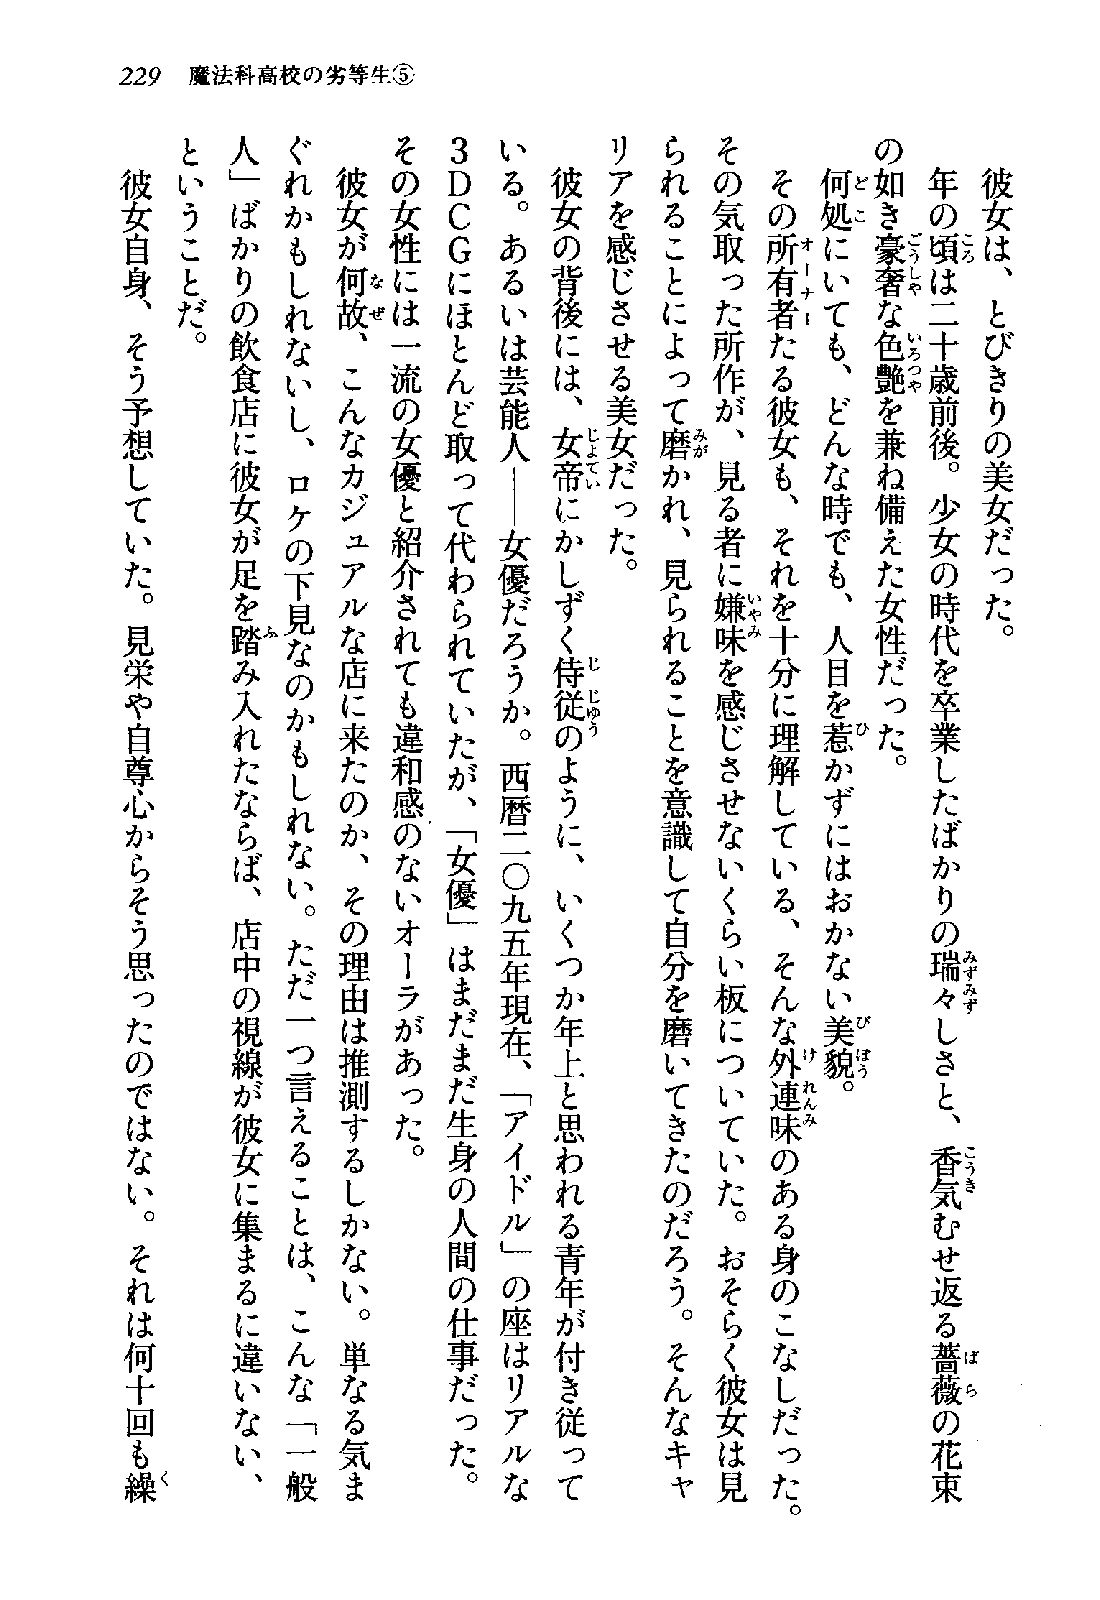 229 魔法科高校の劣等生⑤
彼女は、とびきりの美女だった。
年の頃は二十歳前後。少女の時代を卒業したばかりの瑞々しさと、香気むせ返る薔薇の花束
の如き豪奢な色艶を兼ね備えた女性だった。
何処にいても、どんな時でも、人目を惹かずにはおかない美貌。
その所有者たる彼女も、それを十分に理解している、そんな外連味のある身のこなしだった。
その気取った所作が、見る者に嫌味を感じさせないくらい板についていた。おそらく彼女は見
られることによって磨かれ、見られることを意識して自分を磨いてきたのだろう。そんなキャ
リアを感じさせる美女だった。
彼女の背後には、女帝にかしずく侍従のように、いくつか年上と思われる青年が付き従って
いる。あるいは芸能人――女優だろうか。西暦二〇九五年現在、「アイドル」の座はリアルな
3DCGにほとんど取って代わられていたが、「女優」はまだまだ生身の人間の仕事だった。
その女性には一流の女優と紹介されても違和感のないオーラがあった。
彼女が何故、こんなカジュアルな店に来たのか、その理由は推測するしかない。単なる気ま
ぐれかもしれないし、ロケの下見なのかもしれない。ただ一つ言えることは、こんな「一般
人」ばかりの飲食店に彼女が足を踏み入れたならば、店中の視線が彼女に集まるに違いない、
ということだ。
彼女自身、そう予想していた。見栄や自尊心からそう思ったのではない。それは何十回も繰